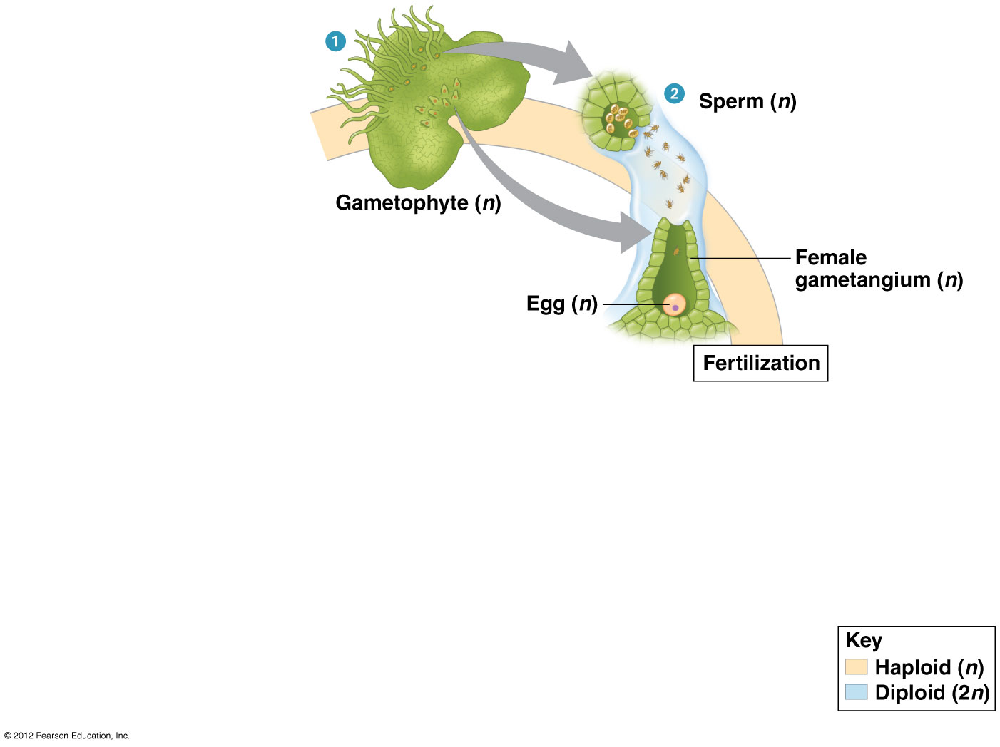 1
2
Sperm (n)
Gametophyte (n)
Female
gametangium (n)
Egg (n)
Fertilization
Key
Haploid (n)
Diploid (2n)
© 2012 Pearson Education, Inc.